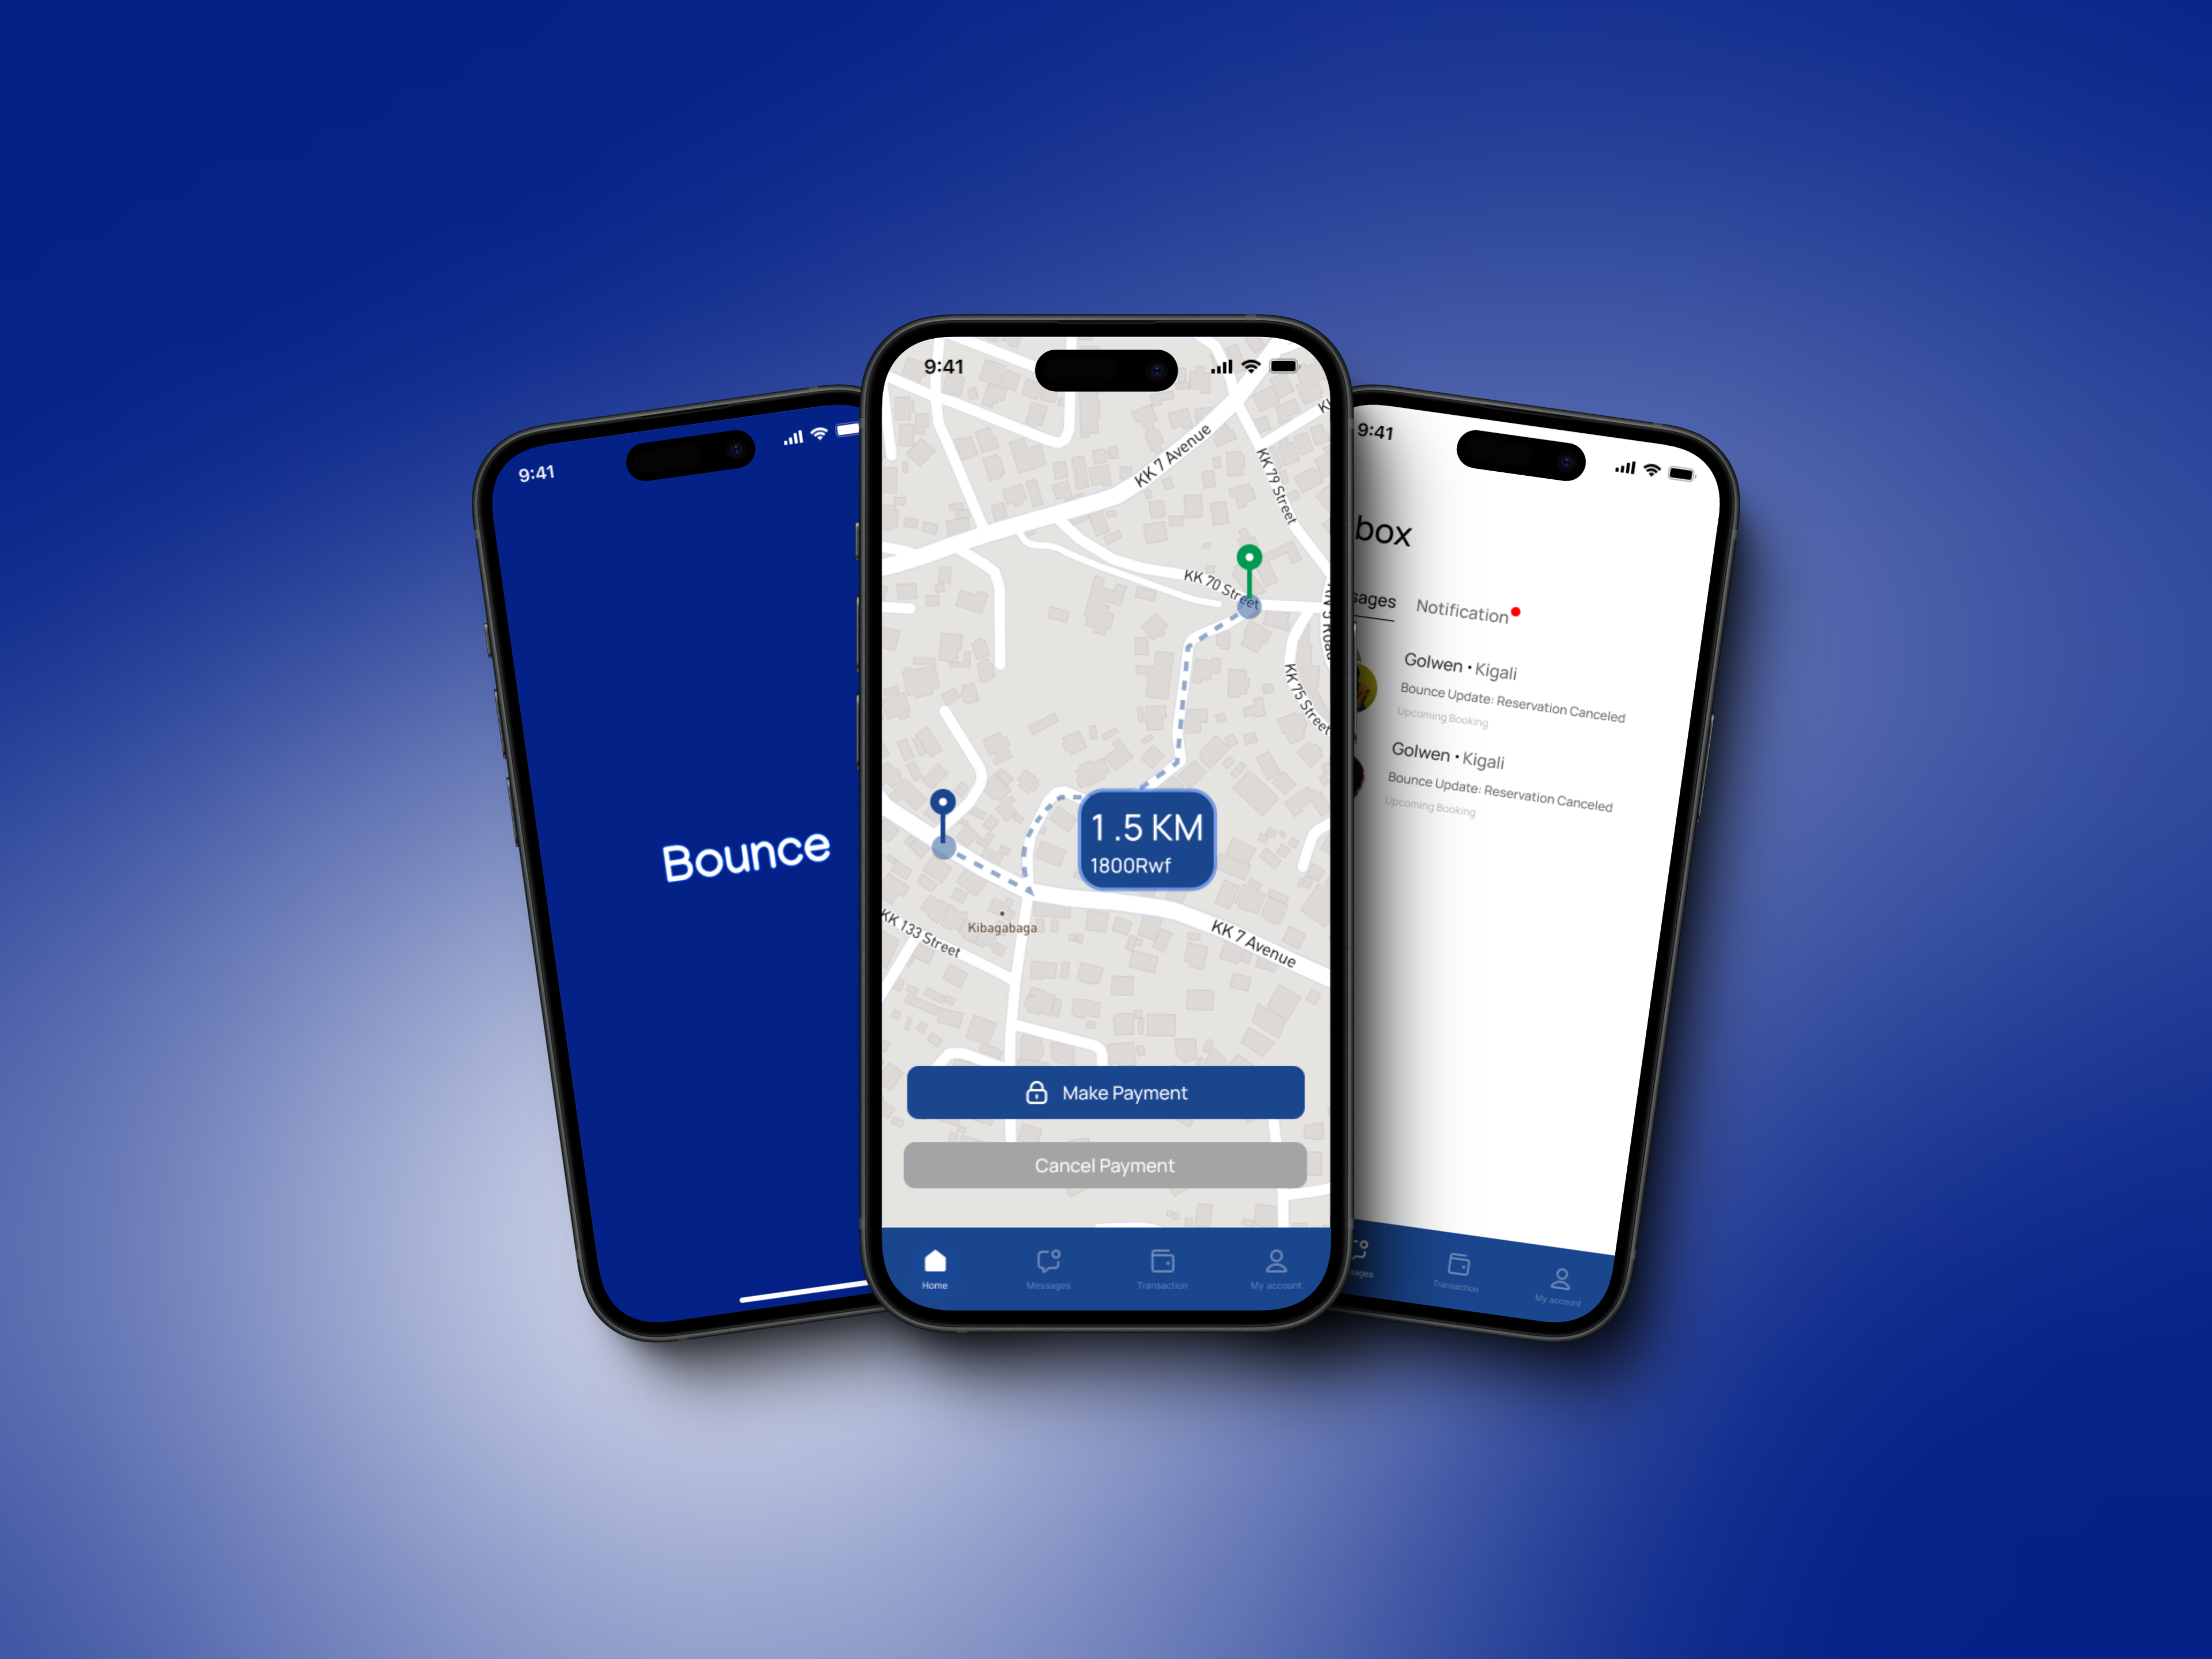 9:41
Bounce
9:41
KK 7 Avenue
KK 79 Street
KK 70 Street
KK 75 Street
1.5 KM
1800Rwf
Kibagabaga
KK 133 Street
KK 7 Avenue
Make Payment
Cancel Payment
Home
Messages
Transaction
My account
9:41
box
sages
Notification
Golwen • Kigali
Bounce Update: Reservation Canceled
Upcoming Booking
Golwen • Kigali
Bounce Update: Reservation Canceled
Upcoming Booking
sages
Transaction
My account